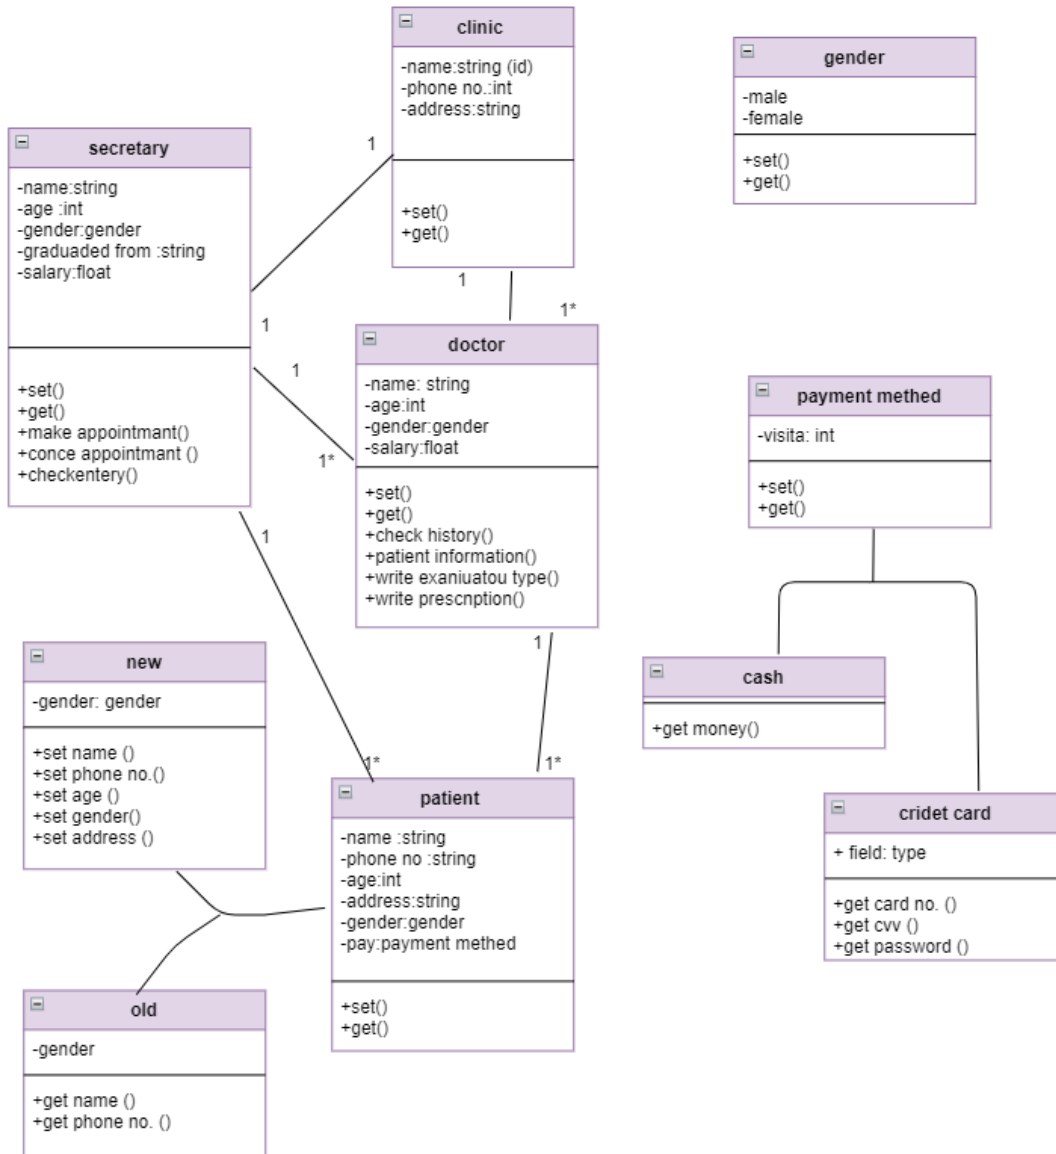 clinic
-name:string (id)
-phone no.:int
-address:string
+set()
+get()
gender
-male
-female
+set()
+get()
secretary
-name:string
-age :int
-gender:gender
-graduaded from :string
-salary:float
+set()
+get()
+make appointmant()
+conce appointmant ()
+checkentery()
1
1
1
1*
1
1*
doctor
-name: string
-age:int
-gender:gender
-salary:float
+set()
+get()
+check history()
+patient information()
+write exaniuatou type()
+write prescnption()
payment methed
-visita: int
+set()
+get()
1
1*
1
1*
new
-gender: gender
+set name ()
+set phone no.()
+set age ()
+set gender()
+set address ()
cash
+get money()
patient
-name :string
-phone no :string
-age:int
-address:string
-gender:gender
-pay:payment methed
+set()
+get()
cridet card
+ field: type
+get card no. ()
+get cvv ()
+get password ()
old
-gender
+get name ()
+get phone no. ()